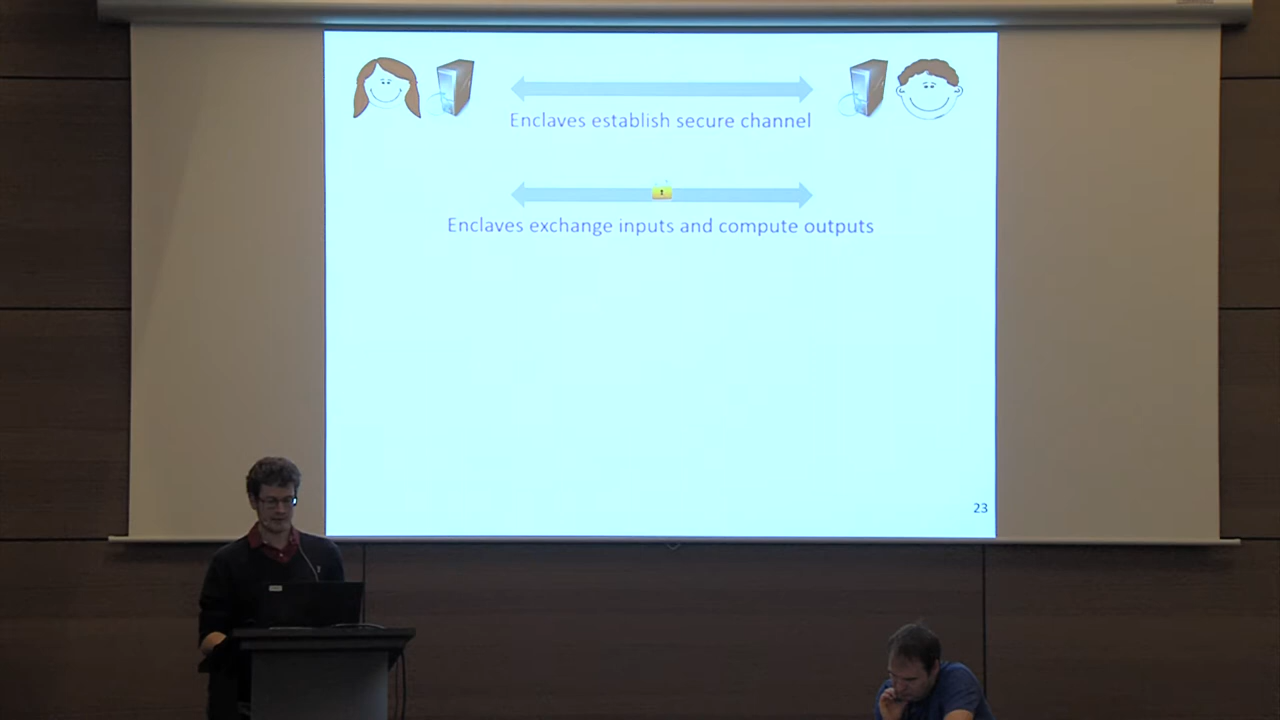 Enclaves establish secure channel
Enclaves exchange inputs and compute outputs
23